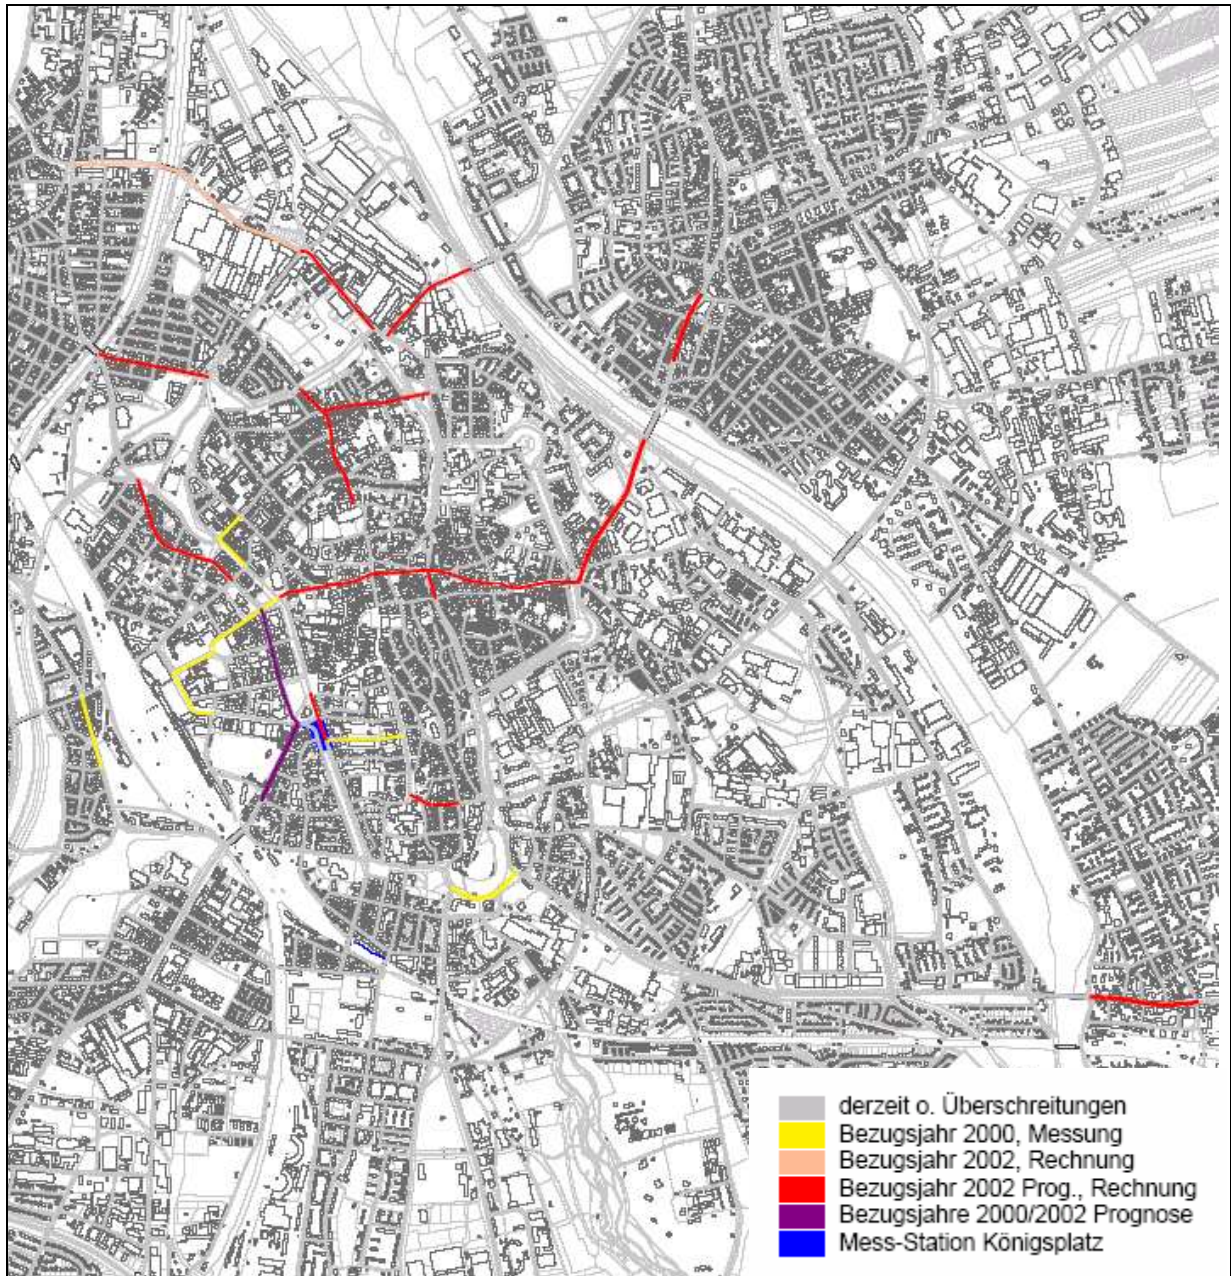 derzeit o. Überschreitungen
Bezugsjahr 2000, Messung
Bezugsjahr 2002, Rechnung
Bezugsjahr 2002 Prog., Rechnung
Bezugsjahre 2000/2002 Prognose
Mess-Station Königsplatz